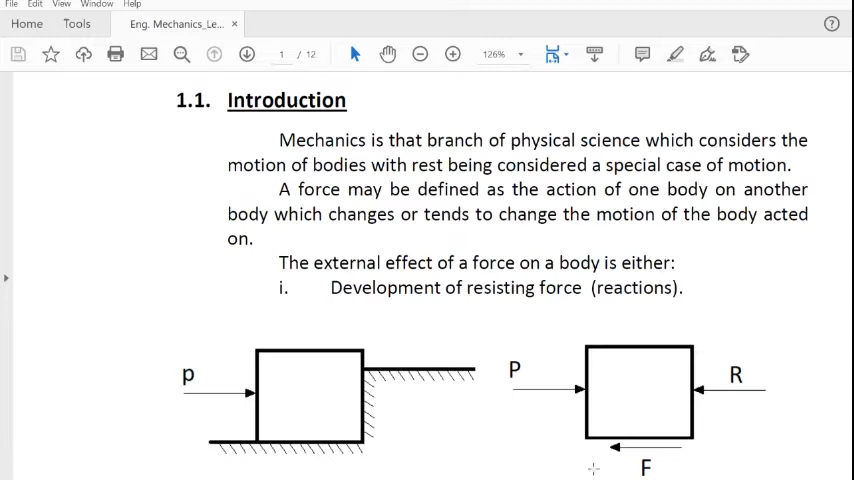 File Edit View Window Help
Home Tools Eng. Mechanics_Le... × ?
1 / 12 126%
1.1. Introduction
Mechanics is that branch of physical science which considers the
motion of bodies with rest being considered a special case of motion.
A force may be defined as the action of one body on another
body which changes or tends to change the motion of the body acted
on.
The external effect of a force on a body is either:
i. Development of resisting force (reactions).
p P R
F